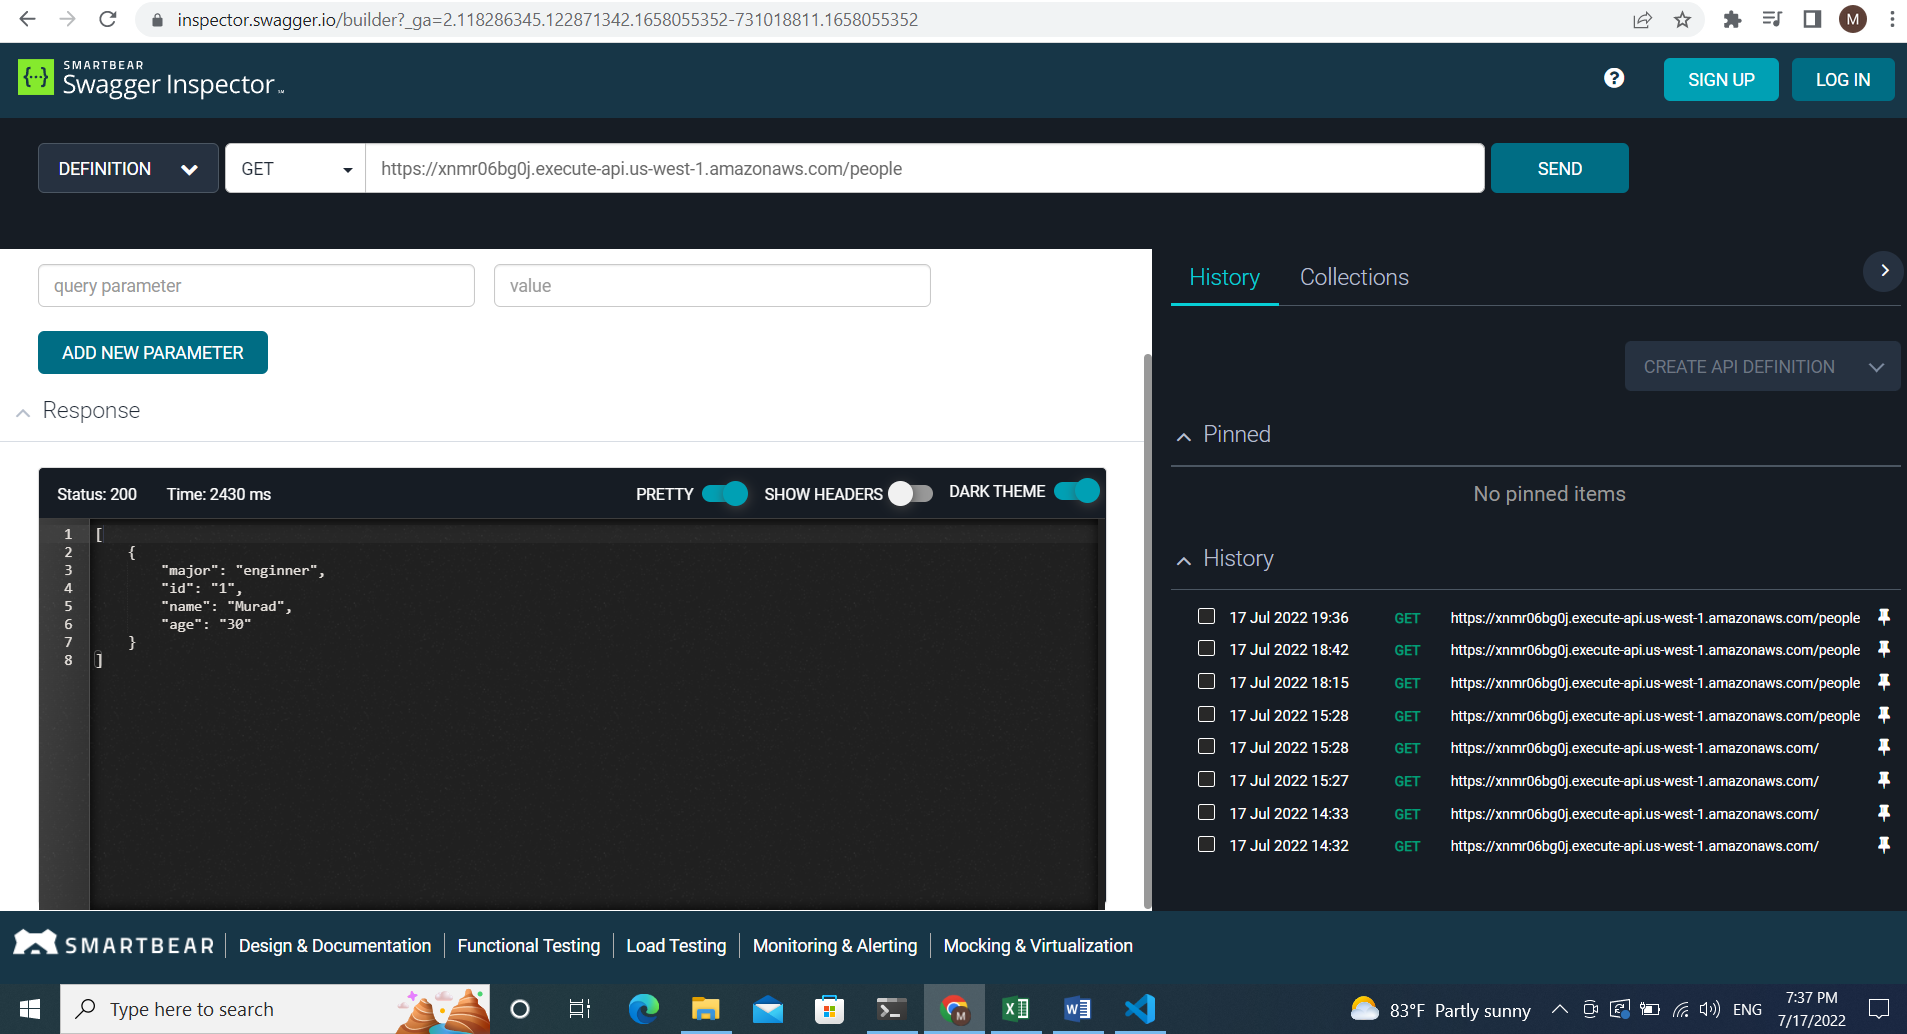 inspector.swagger.io/builder?_ga=2.118286345.122871342.1658055352-731018811.1658055352
M
SMARTBEAR
{··} Swagger Inspector
?
SIGN UP
LOG IN
DEFINITION
GET
https://xnmr06bg0j.execute-api.us-west-1.amazonaws.com/people
SEND
query parameter
value
ADD NEW PARAMETER
Response
Status: 200
Time: 2430 ms
PRETTY
SHOW HEADERS
DARK THEME
1 [
2 {
3 "major": "enginner",
4 "id": "1",
5 "name": "Murad",
6 "age": "30"
7 }
8 ]
History
Collections
CREATE API DEFINITION
Pinned
No pinned items
History
17 Jul 2022 19:36 GET https://xnmr06bg0j.execute-api.us-west-1.amazonaws.com/people
17 Jul 2022 18:42 GET https://xnmr06bg0j.execute-api.us-west-1.amazonaws.com/people
17 Jul 2022 18:15 GET https://xnmr06bg0j.execute-api.us-west-1.amazonaws.com/people
17 Jul 2022 15:28 GET https://xnmr06bg0j.execute-api.us-west-1.amazonaws.com/people
17 Jul 2022 15:28 GET https://xnmr06bg0j.execute-api.us-west-1.amazonaws.com/
17 Jul 2022 15:27 GET https://xnmr06bg0j.execute-api.us-west-1.amazonaws.com/
17 Jul 2022 14:33 GET https://xnmr06bg0j.execute-api.us-west-1.amazonaws.com/
17 Jul 2022 14:32 GET https://xnmr06bg0j.execute-api.us-west-1.amazonaws.com/
SMARTBEAR
Design & Documentation
Functional Testing
Load Testing
Monitoring & Alerting
Mocking & Virtualization
Type here to search
M
83°F Partly sunny
ENG
7:37 PM
7/17/2022